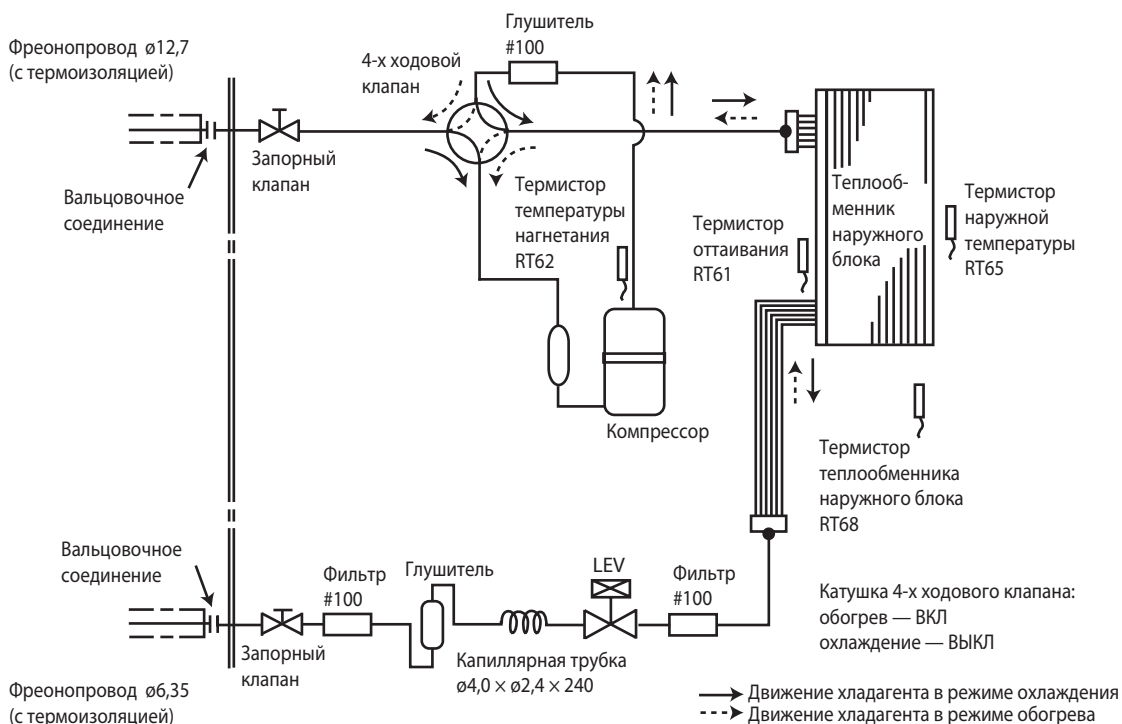 Фреонопровод ø12,7
(с термоизоляцией)
Глушитель
#100
4-х ходовой
клапан
Запорный
клапан
Вальцовочное
соединение
Термистор
температуры
нагнетания
RT62
Термистор
оттаивания
RT61
Теплооб-
менник
наружного
блока
Термистор
наружной
температуры
RT65
Компрессор
Термистор
теплообменника
наружного блока
RT68
Вальцовочное
соединение
Фильтр
#100
Глушитель
LEV
Фильтр
#100
Катушка 4-х ходового клапана:
обогрев — ВКЛ
охлаждение — ВЫКЛ
Запорный
клапан
Капиллярная трубка
ø4,0 × ø2,4 × 240
Фреонопровод ø6,35
(с термоизоляцией)
Движение хладагента в режиме охлаждения
Движение хладагента в режиме обогрева